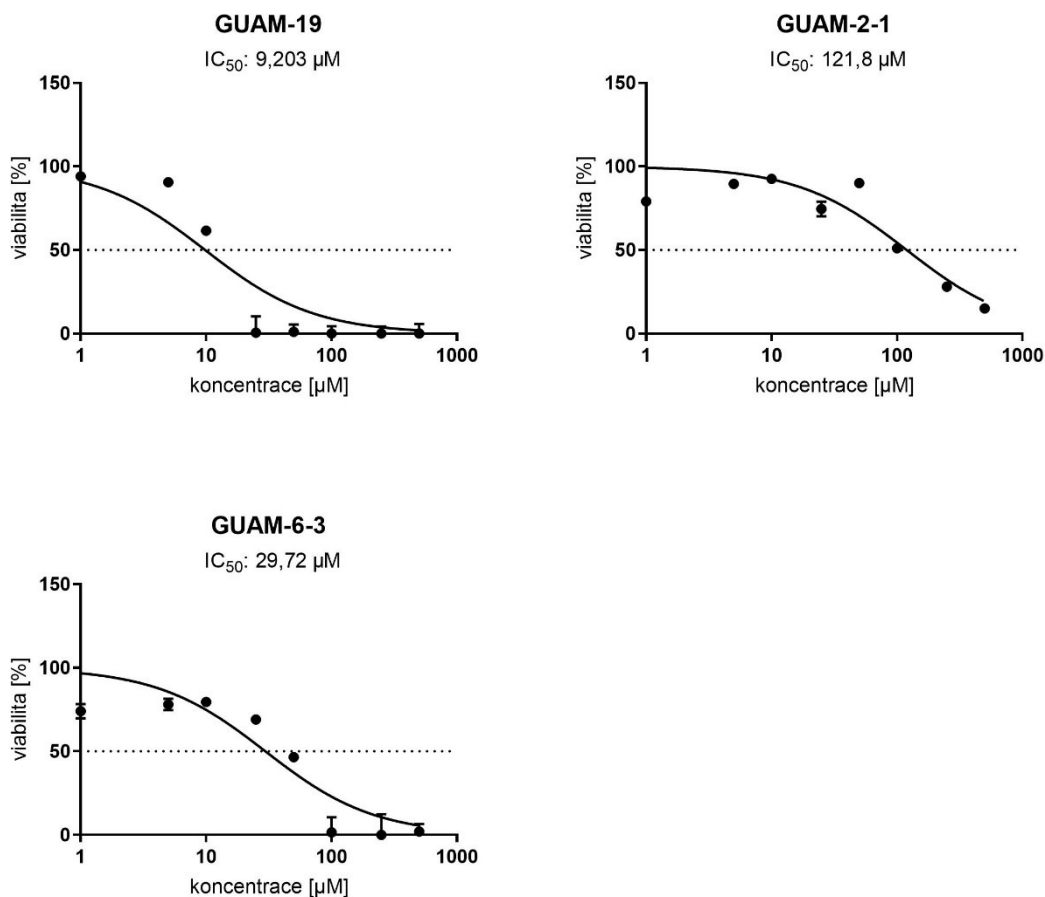 GUAM-19
IC50: 9,203 µM
150
100
50
0
viabilita [%]
1 10 100 1000
koncentrace [µM]
GUAM-2-1
IC50: 121,8 µM
150
100
50
0
viabilita [%]
1 10 100 1000
koncentrace [µM]
GUAM-6-3
IC50: 29,72 µM
150
100
50
0
viabilita [%]
1 10 100 1000
koncentrace [µM]